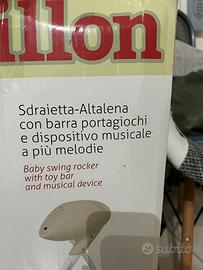 illon
Sdraietta-Altalena
con barra portagiochi
e dispositivo musicale
a più melodie
Baby swing rocker
with toy bar
and musical device
subito